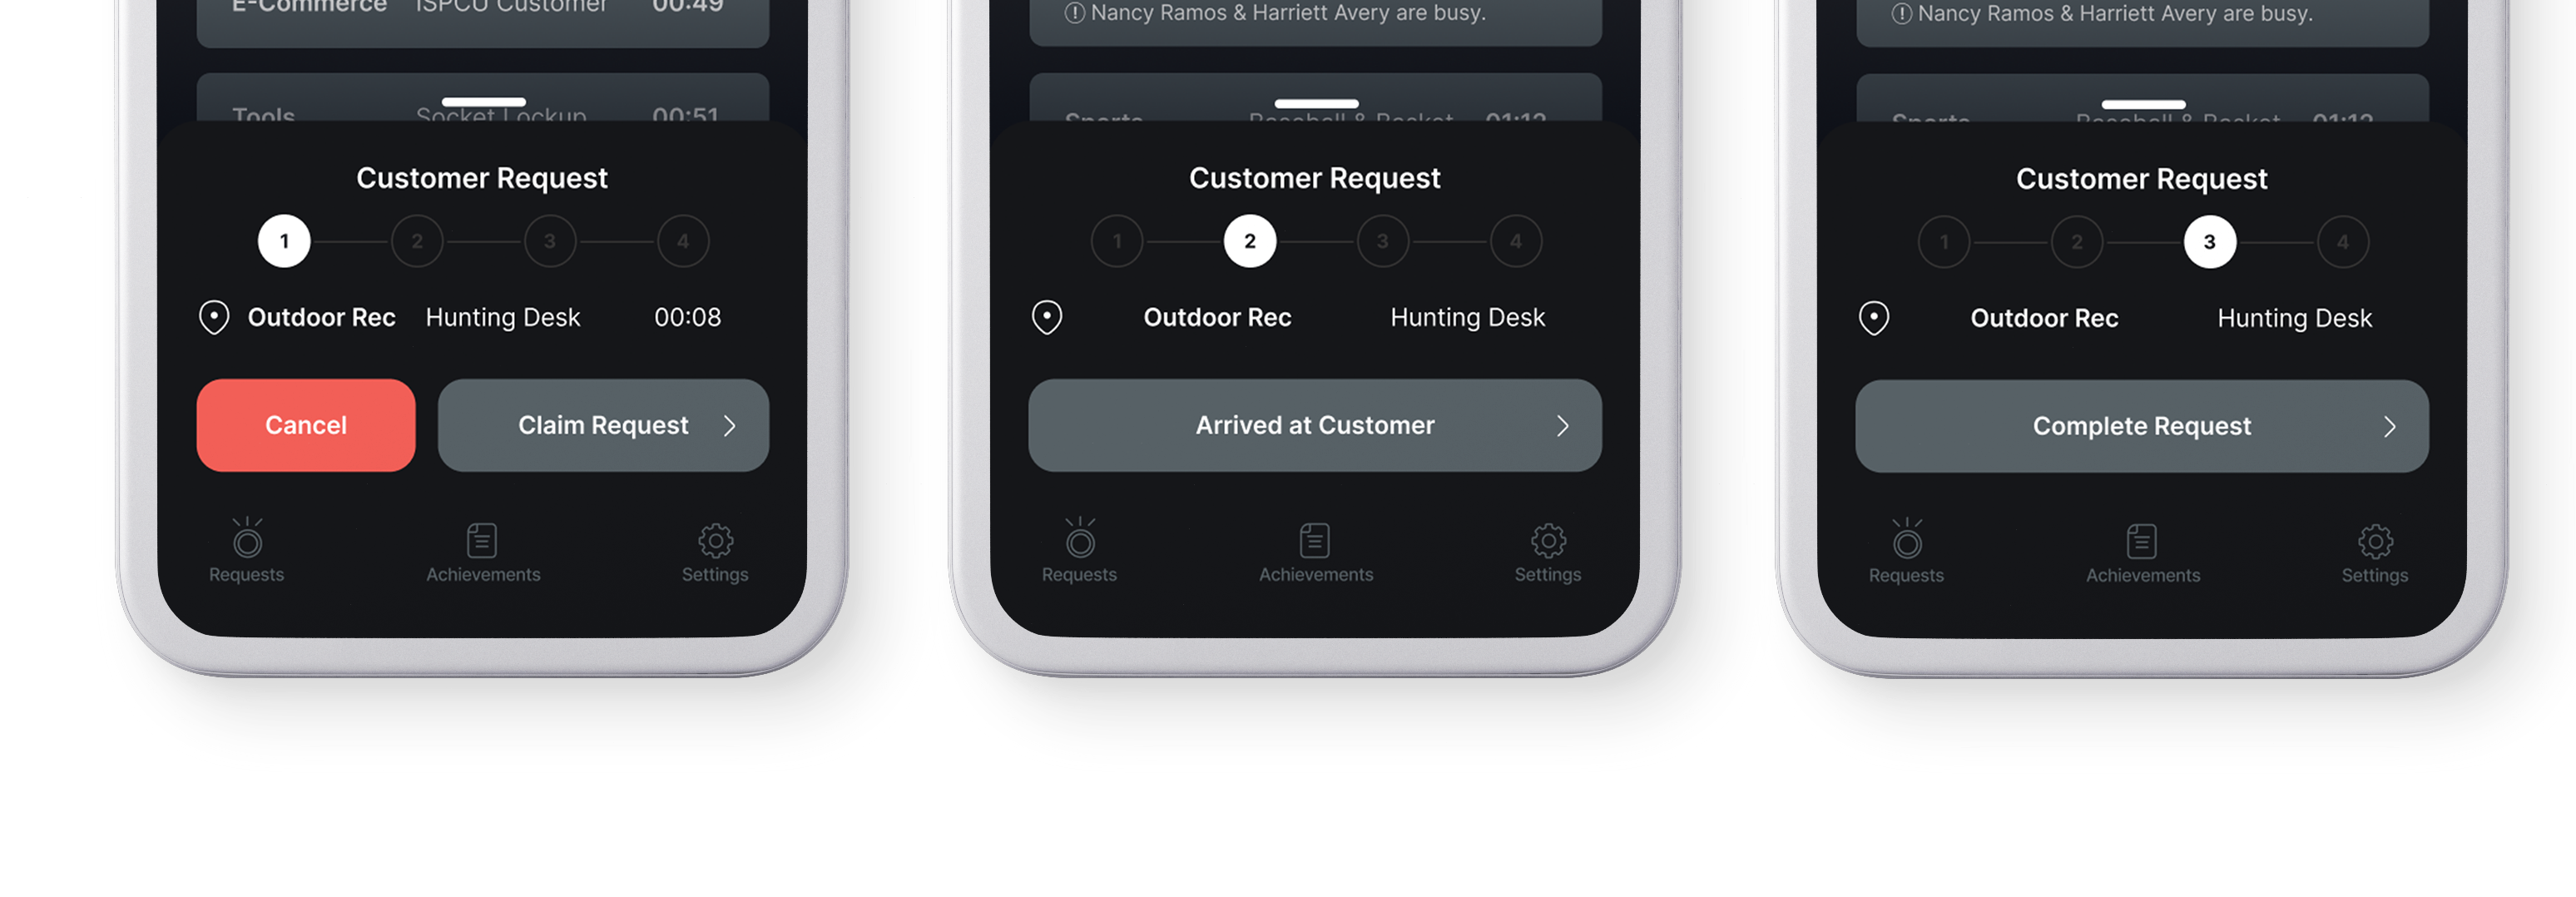 E-Commerce ISPCU Customer 00:49
Tools Socket Lockup 00:51
Customer Request
1 2 3 4
Outdoor Rec Hunting Desk 00:08
Cancel Claim Request
Requests Achievements Settings
Nancy Ramos & Harriett Avery are busy.
Sports Baseball & Basket 01:12
Customer Request
1 2 3 4
Outdoor Rec Hunting Desk
Arrived at Customer
Requests Achievements Settings
Nancy Ramos & Harriett Avery are busy.
Sports Baseball & Basket 01:12
Customer Request
1 2 3 4
Outdoor Rec Hunting Desk
Complete Request
Requests Achievements Settings